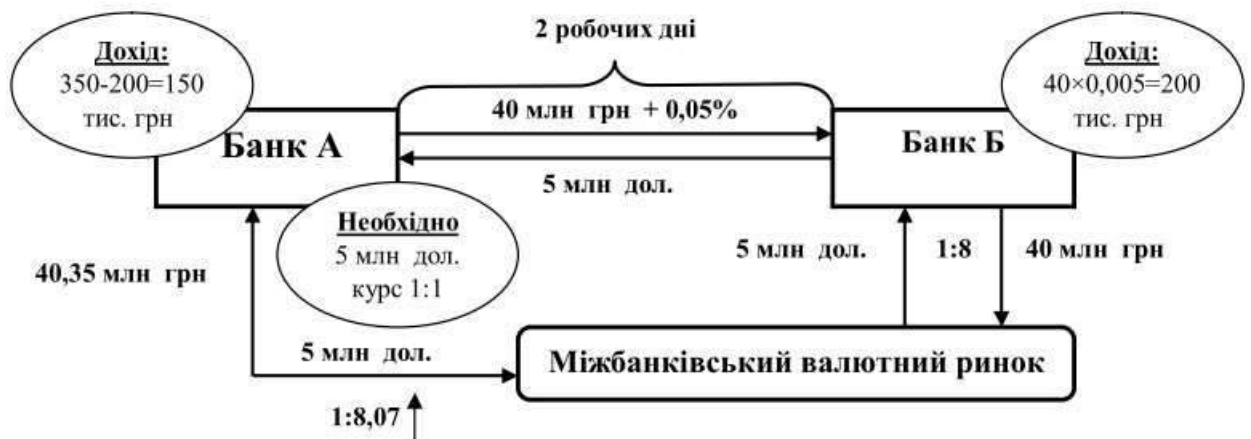 2 робочих дні
Дохід:
350-200=150
тис. грн
Дохід:
40×0,005=200
тис. грн
40 млн грн + 0,05%
Банк А
Банк Б
5 млн дол.
Необхідно
5 млн дол.
курс 1:1
40,35 млн грн
5 млн дол.
1:8
40 млн грн
5 млн дол.
Міжбанківський валютний ринок
1:8,07